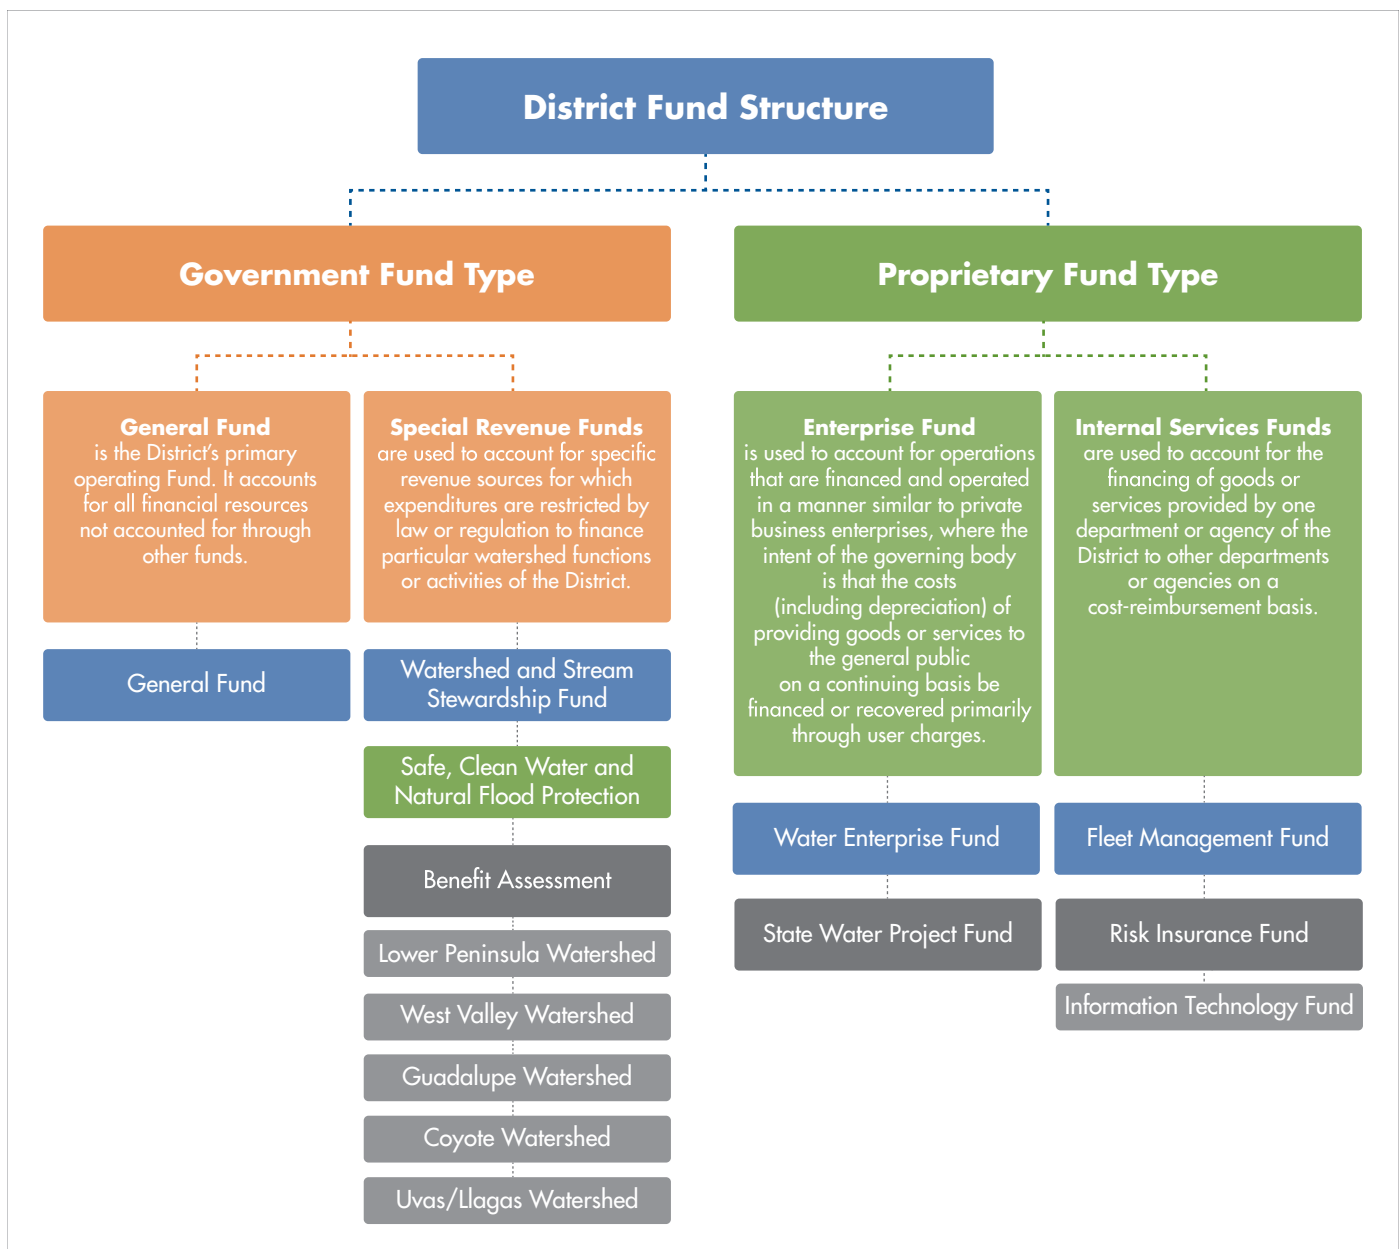 District Fund Structure
Government Fund Type
General Fund
is the District's primary
operating Fund. It accounts
for all financial resources
not accounted for through
other funds.
General Fund
Special Revenue Funds
are used to account for specific
revenue sources for which
expenditures are restricted by
law or regulation to finance
particular watershed functions
or activities of the District.
Watershed and Stream
Stewardship Fund
Safe, Clean Water and
Natural Flood Protection
Benefit Assessment
Lower Peninsula Watershed
West Valley Watershed
Guadalupe Watershed
Coyote Watershed
Uvas/Llagas Watershed
Proprietary Fund Type
Enterprise Fund
is used to account for operations
that are financed and operated
in a manner similar to private
business enterprises, where the
intent of the governing body
is that the costs
(including depreciation) of
providing goods or services to
the general public
on a continuing basis be
financed or recovered primarily
through user charges.
Water Enterprise Fund
State Water Project Fund
Internal Services Funds
are used to account for the
financing of goods or
services provided by one
department or agency of the
District to other departments
or agencies on a
cost-reimbursement basis.
Fleet Management Fund
Risk Insurance Fund
Information Technology Fund